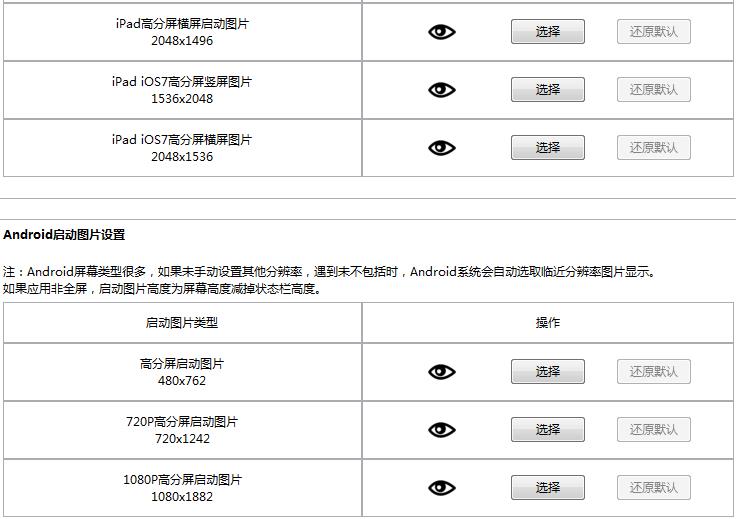 iPad高分屏横屏启动图片
2048x1496
选择
还原默认
iPad iOS7高分屏竖屏图片
1536x2048
选择
还原默认
iPad iOS7高分屏横屏图片
2048x1536
选择
还原默认
Android启动图片设置
注：Android屏幕类型很多，如果未手动设置其他分辨率，遇到未不包括时，Android系统会自动选取临近分辨率图片显示。
如果应用非全屏，启动图片高度为屏幕高度减掉状态栏高度。
启动图片类型
操作
高分屏启动图片
480x762
选择
还原默认
720P高分屏启动图片
720x1242
选择
还原默认
1080P高分屏启动图片
1080x1882
选择
还原默认